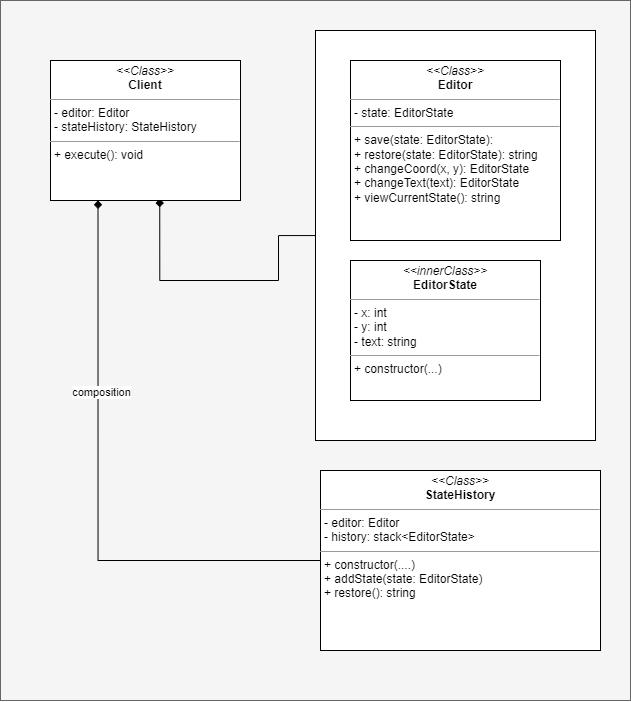 <<Class>>
Client
- editor: Editor
- stateHistory: StateHistory
+ execute(): void
<<Class>>
Editor
- state: EditorState
+ save(state: EditorState):
+ restore(state: EditorState): string
+ changeCoord(x, y): EditorState
+ changeText(text): EditorState
+ viewCurrentState(): string
<<innerClass>>
EditorState
- x: int
- y: int
- text: string
+ constructor(...)
composition
<<Class>>
StateHistory
- editor: Editor
- history: stack<EditorState>
+ constructor(....)
+ addState(state: EditorState)
+ restore(): string